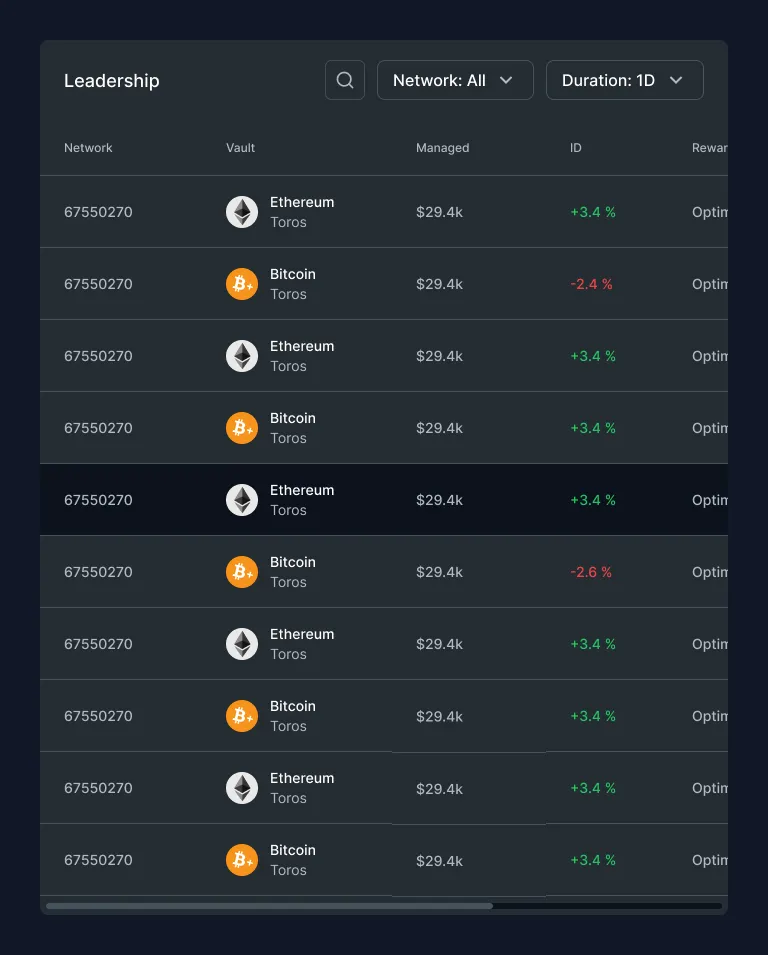 Leadership Network: All Duration: 1D
Network Vault Managed ID Rewar
67550270 Ethereum Toros $29.4k +3.4 % Optim
67550270 Bitcoin Toros $29.4k -2.4 % Optim
67550270 Ethereum Toros $29.4k +3.4 % Optim
67550270 Bitcoin Toros $29.4k +3.4 % Optim
67550270 Ethereum Toros $29.4k +3.4 % Optim
67550270 Bitcoin Toros $29.4k -2.6 % Optim
67550270 Ethereum Toros $29.4k +3.4 % Optim
67550270 Bitcoin Toros $29.4k +3.4 % Optim
67550270 Ethereum Toros $29.4k +3.4 % Optim
67550270 Bitcoin Toros $29.4k +3.4 % Optim